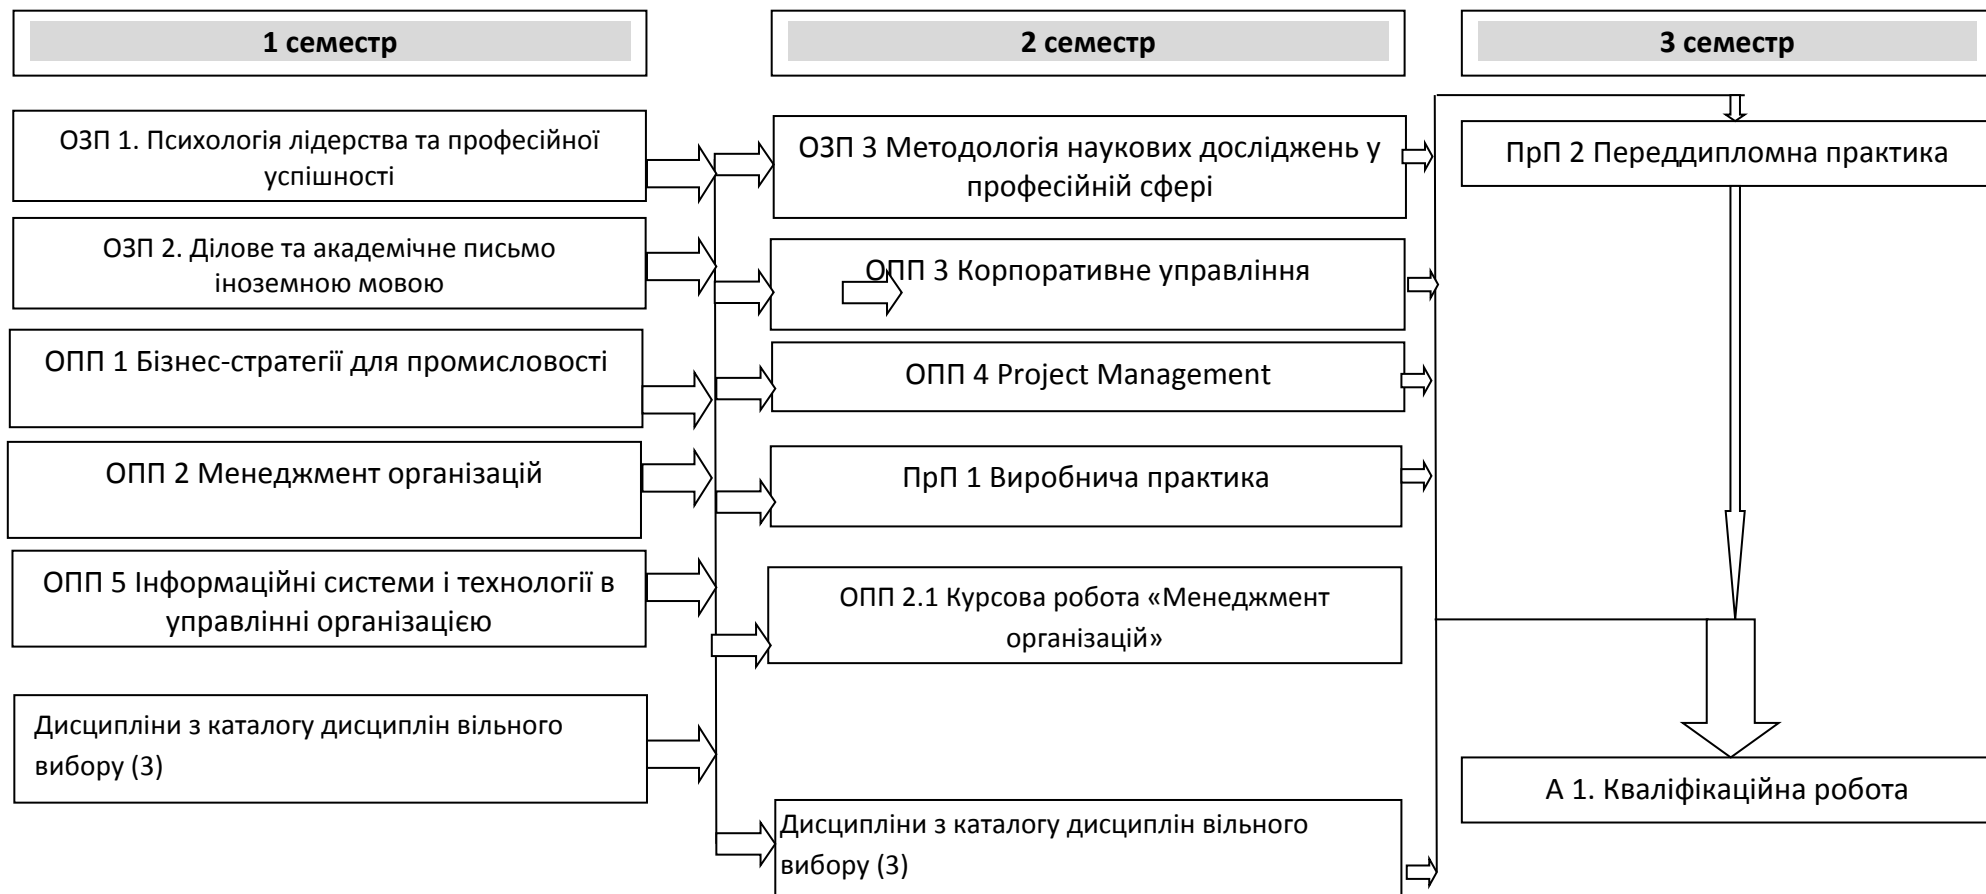 1 семестр
2 семестр
3 семестр
ОЗП 1. Психологія лідерства та професійної
успішності
ОЗП 2. Ділове та академічне письмо
іноземною мовою
ОПП 1 Бізнес-стратегії для промисловості
ОПП 2 Менеджмент організацій
ОПП 5 Інформаційні системи і технології в
управлінні організацією
Дисципліни з каталогу дисциплін вільного
вибору (3)
ОЗП 3 Методологія наукових досліджень у
професійній сфері
ОПП 3 Корпоративне управління
ОПП 4 Project Management
ПрП 1 Виробнича практика
ОПП 2.1 Курсова робота «Менеджмент
організацій»
Дисципліни з каталогу дисциплін вільного
вибору (3)
ПрП 2 Переддипломна практика
А 1. Кваліфікаційна робота